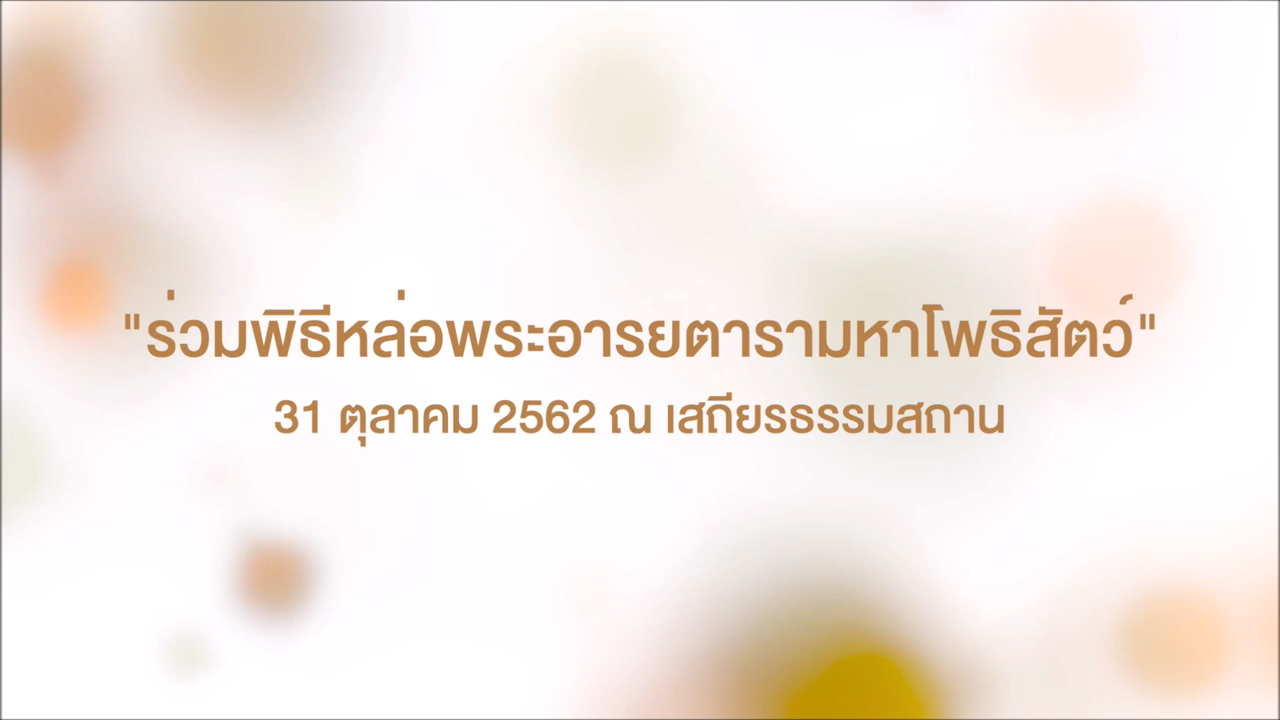 "ร่วมพิธีหล่อพระอารยตารามหาโพธิสัตว์"
31 ตุลาคม 2562 ณ เสถียรธรรมสถาน